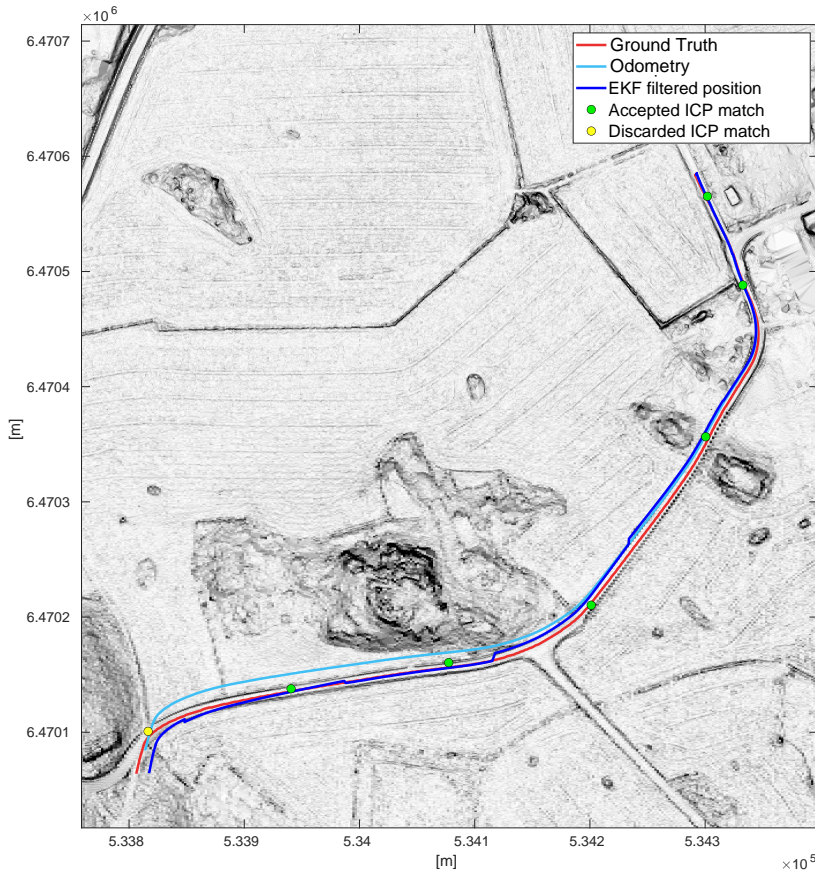 ×10⁶
6.4707
Ground Truth
Odometry
EKF filtered position
Accepted ICP match
Discarded ICP match
6.4706
6.4705
6.4704
[m]
6.4703
6.4702
6.4701
5.338
5.339
5.34
5.341
5.342
5.343
[m]
×10⁵